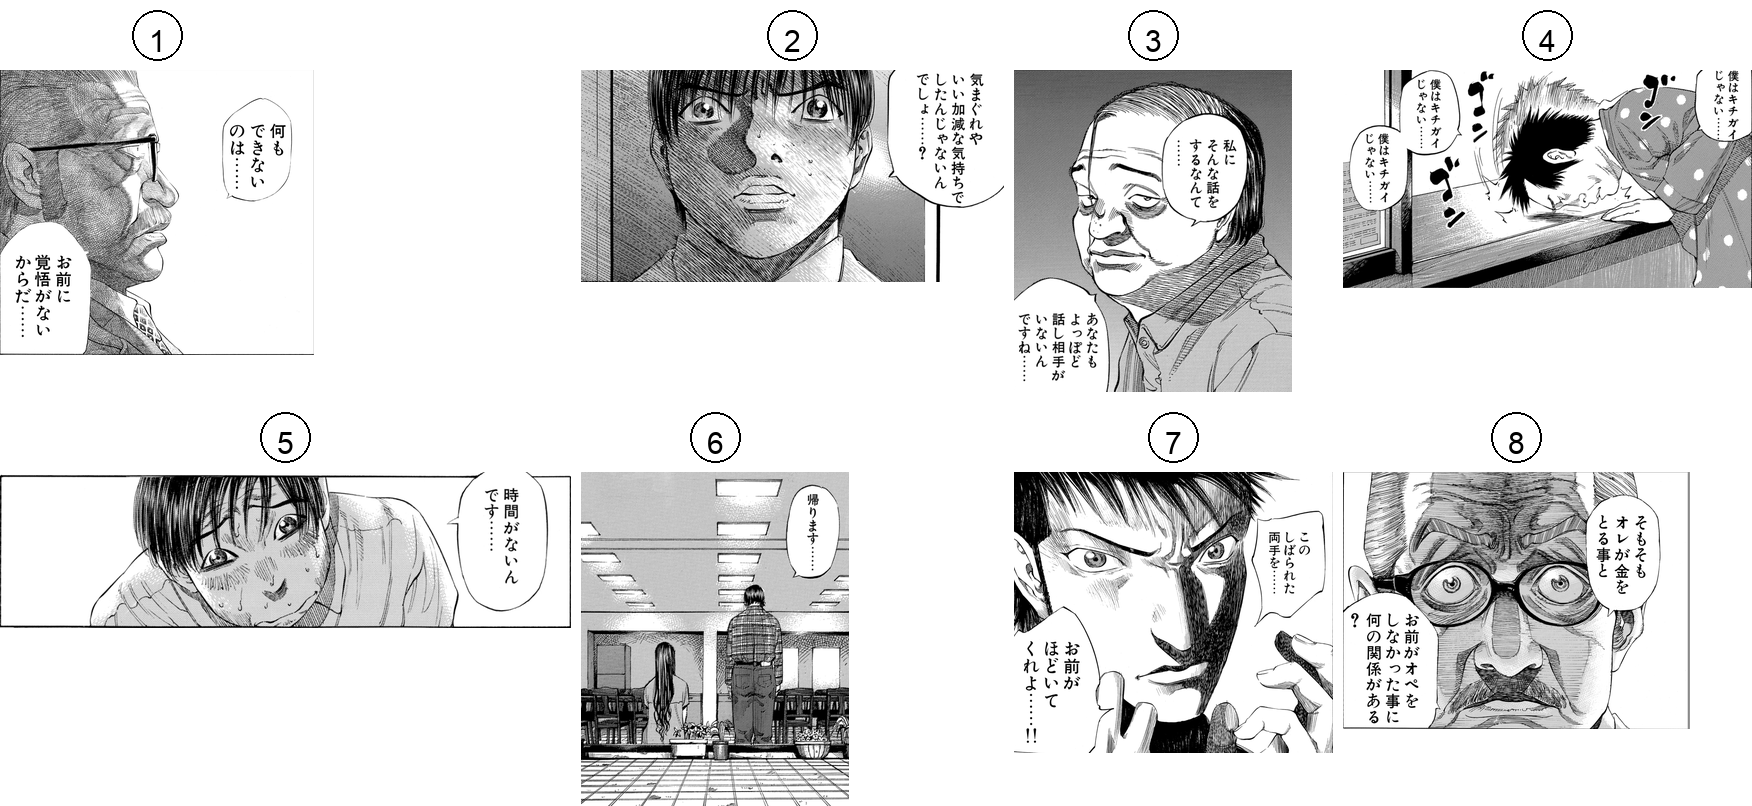 1
何も
できない
のは……
お前に
覚悟がない
からだ……
2
気まぐれや
いい加減な気持ちで
したんじゃないん
でしょ……？
3
私に
そんな話を
するなんて
……
あなたも
よっぽど
話し相手が
いないん
ですね……
4
僕はキチガイ
じゃない……
僕はキチガイ
じゃない……
僕はキチガイ
じゃない……
ゴン
ゴン
ゴン
5
時間がないん
です……
6
帰ります……
7
この
しばられた
両手を……
お前が
ほどいて
くれよ……!!
8
そもそも
オレが金を
とる事と
お前がオペを
しなかった事に
何の関係がある
？